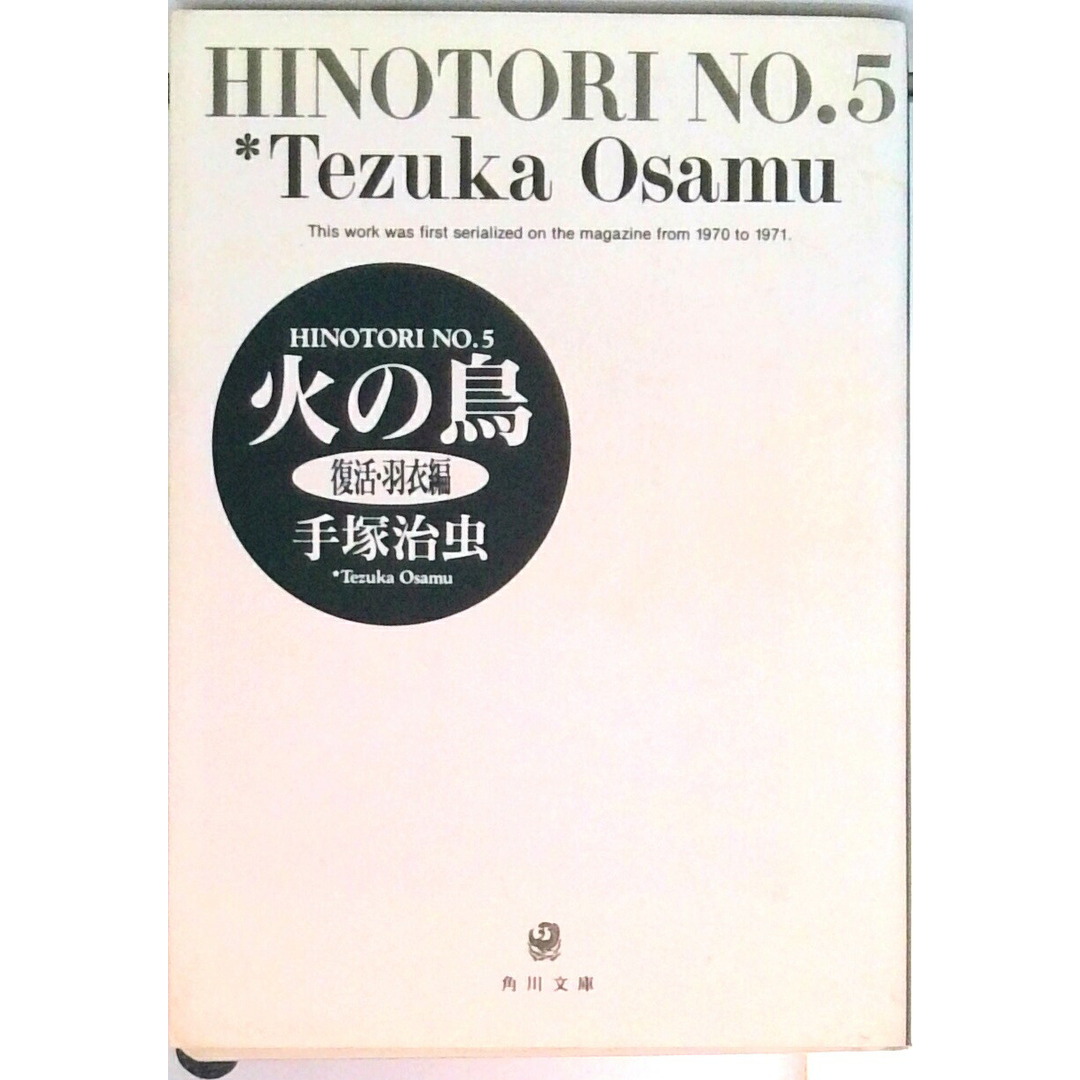 HINOTORI NO.5
*Tezuka Osamu
This work was first serialized on the magazine from 1970 to 1971.
HINOTORI NO.5
火の鳥
復活・羽衣編
手塚治虫
*Tezuka Osamu
角川文庫